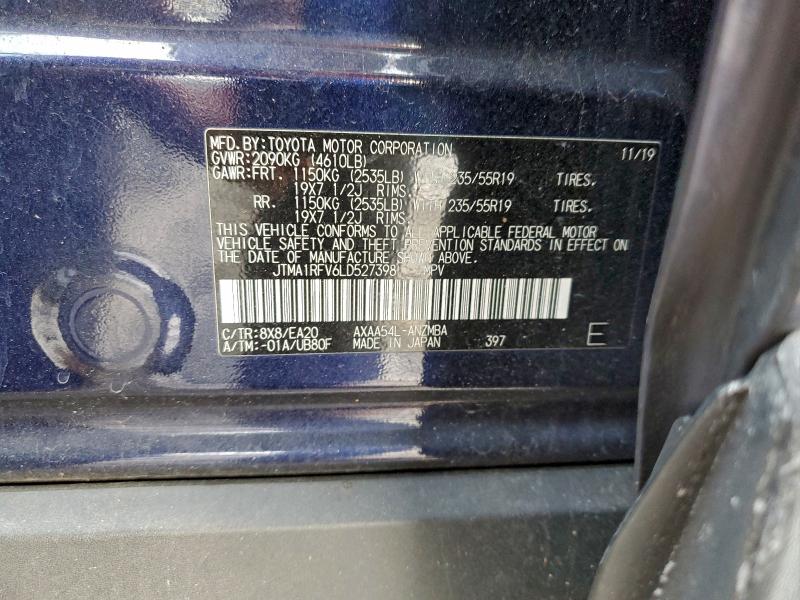 MFD. BY: TOYOTA MOTOR CORPORATION 11/19
GVWR: 2090KG (4610LB)
GAWR: FRT. 1150KG (2535LB) WITH 235/55R19 TIRES.
19X7 1/2J RIMS
RR. 1150KG (2535LB) WITH 235/55R19 TIRES.
19X7 1/2J RIMS
THIS VEHICLE CONFORMS TO ALL APPLICABLE FEDERAL MOTOR
VEHICLE SAFETY AND THEFT PREVENTION STANDARDS IN EFFECT ON
THE DATE OF MANUFACTURE SHOWN ABOVE.
JTMA1RFV6LD527398 MPV
C/TR: 8X8/EA20 AXAA54L-ANZMBA
A/TM: -01A/UB80F MADE IN JAPAN 397 E